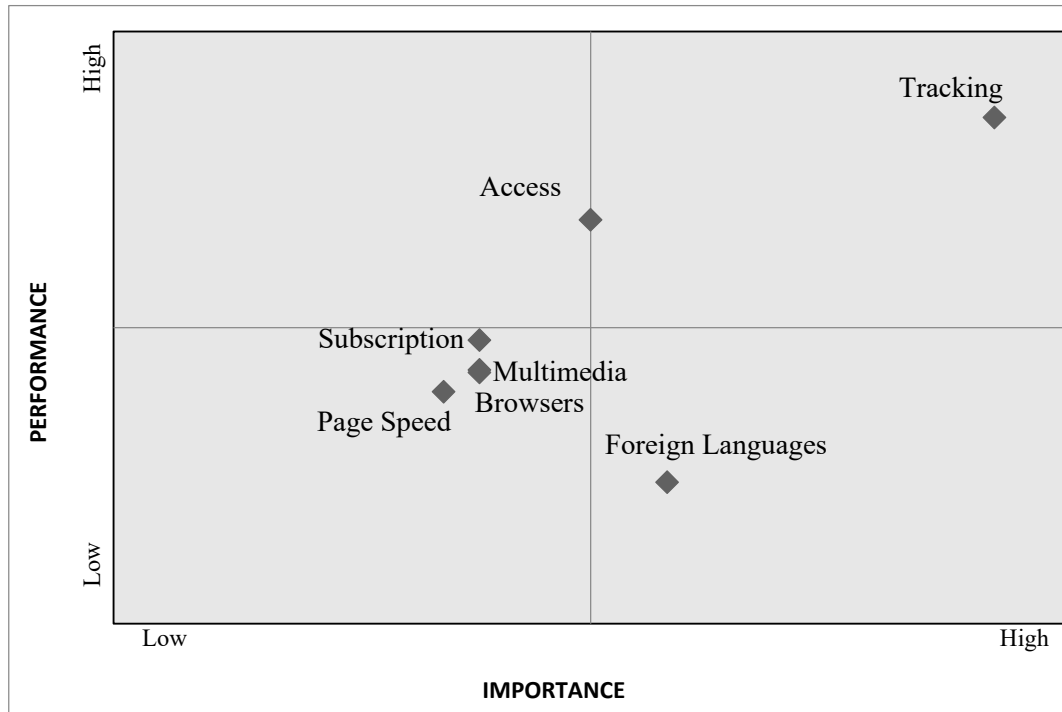 High
Tracking
Access
PERFORMANCE
Subscription
Multimedia
Browsers
Page Speed
Foreign Languages
Low
Low
High
IMPORTANCE